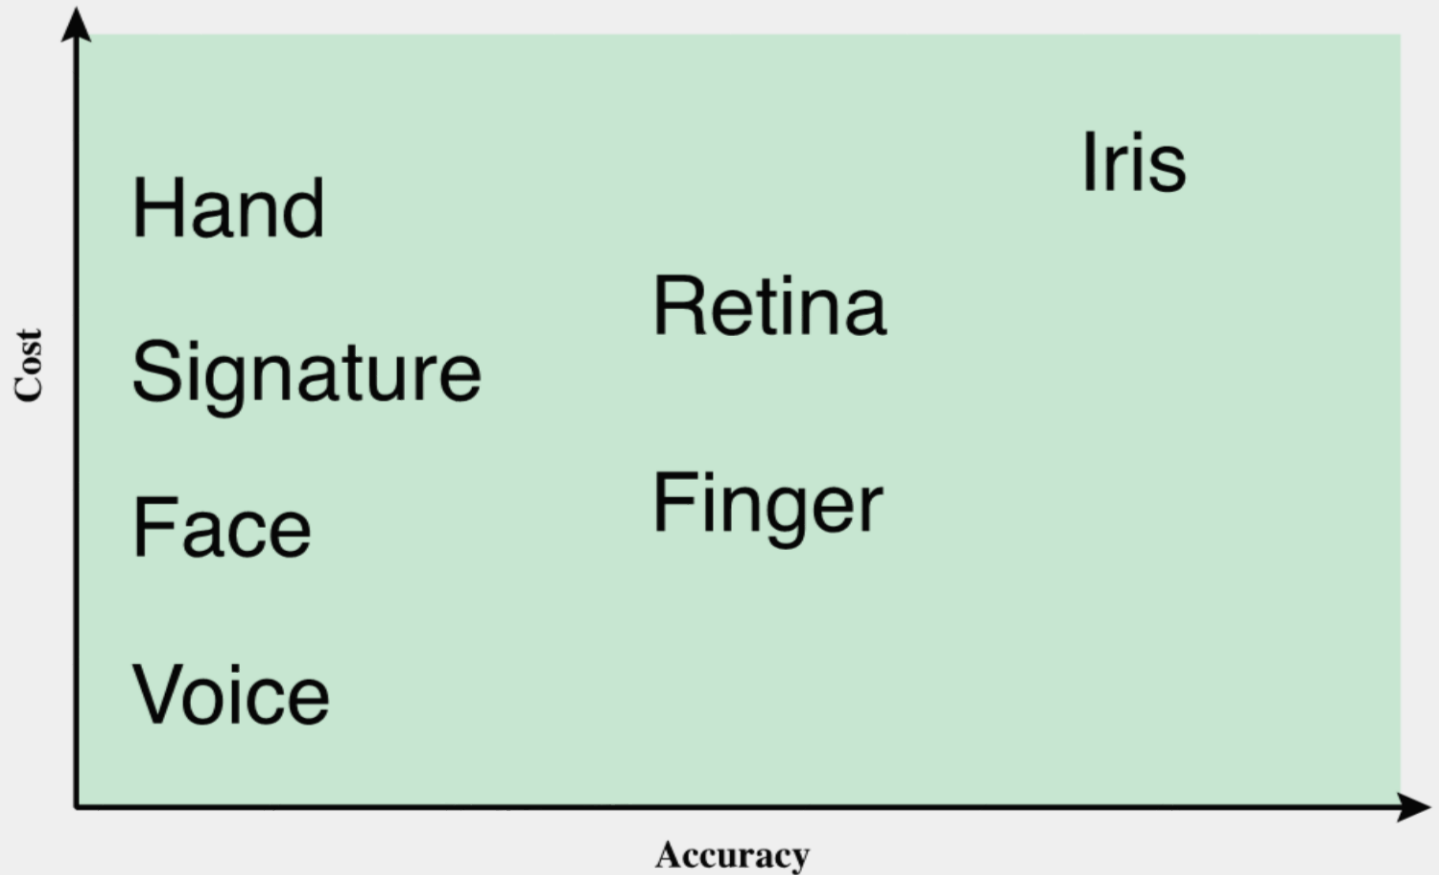 Iris
Hand
Retina
Signature
Finger
Face
Voice
Cost
Accuracy